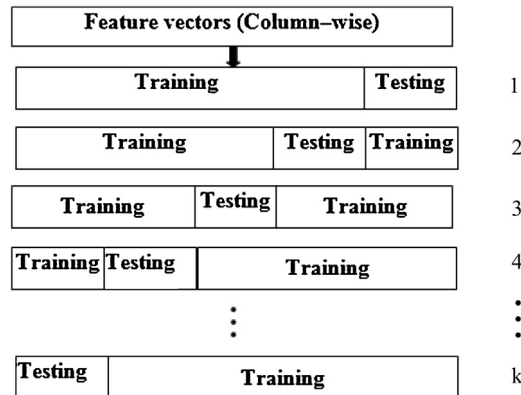 Feature vectors (Column–wise)
Training Testing 1
Training Testing Training 2
Training Testing Training 3
Training Testing Training 4
Testing Training k